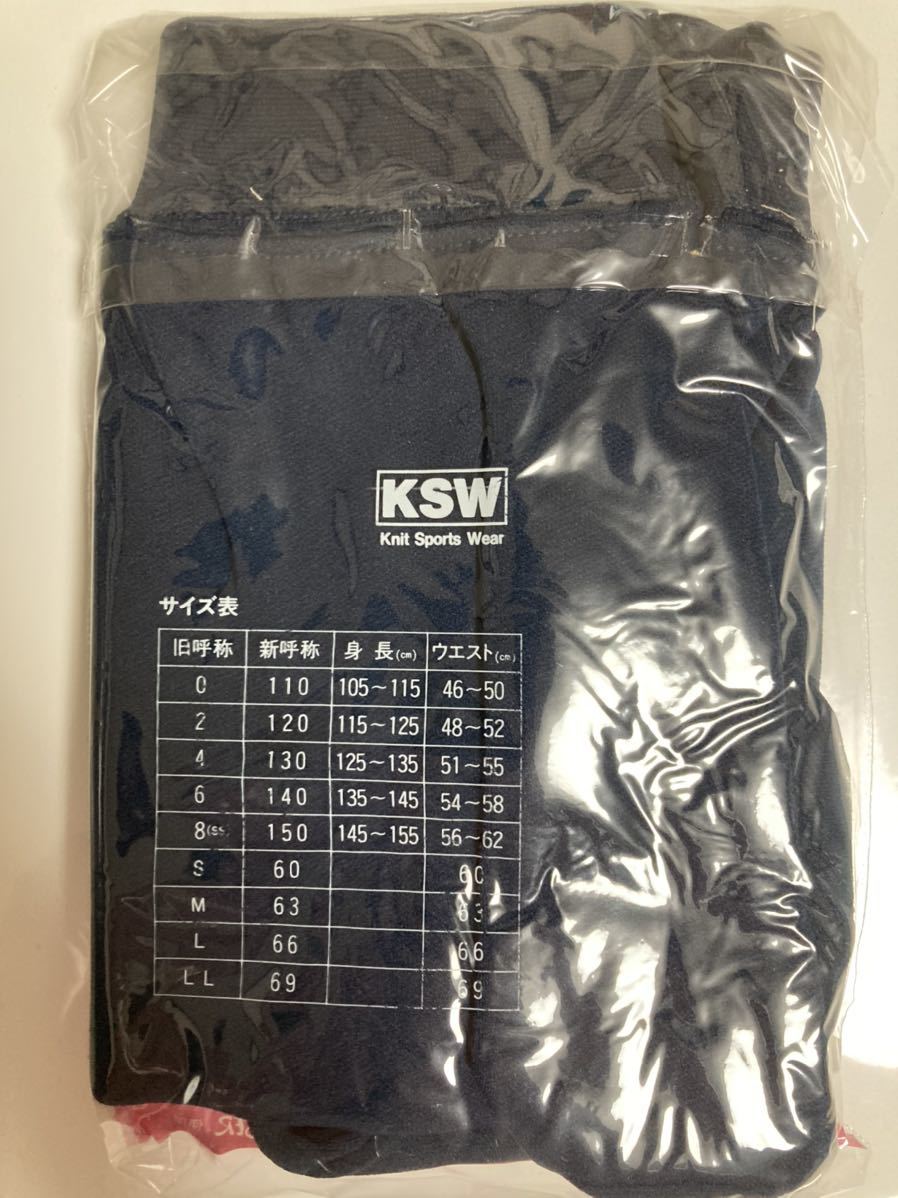 KSW
Knit Sports Wear
サイズ表
旧呼称 新呼称 身長(cm) ウエスト(cm)
0 110 105～115 46～50
2 120 115～125 48～52
4 130 125～135 51～55
6 140 135～145 54～58
8(SS) 150 145～155 56～62
S 60 60
M 63 63
L 66 66
LL 69 69